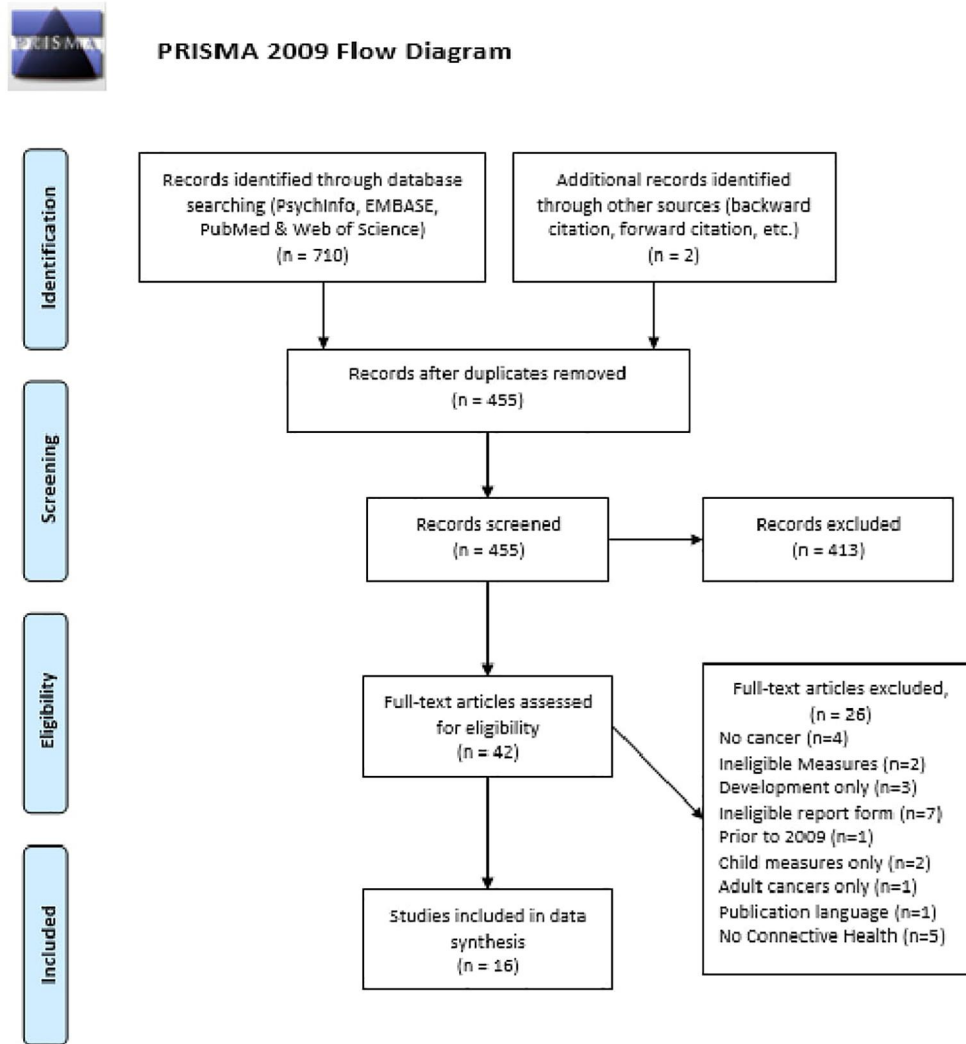 PRISMA
PRISMA 2009 Flow Diagram
Identification
Records identified through database
searching (PsychInfo, EMBASE,
PubMed & Web of Science)
(n = 710)
Additional records identified
through other sources (backward
citation, forward citation, etc.)
(n = 2)
Records after duplicates removed
(n = 455)
Screening
Records screened
(n = 455)
Records excluded
(n = 413)
Eligibility
Full-text articles assessed
for eligibility
(n = 42)
Full-text articles excluded,
(n = 26)
No cancer (n=4)
Ineligible Measures (n=2)
Development only (n=3)
Ineligible report form (n=7)
Prior to 2009 (n=1)
Child measures only (n=2)
Adult cancers only (n=1)
Publication language (n=1)
No Connective Health (n=5)
Included
Studies included in data
synthesis
(n = 16)